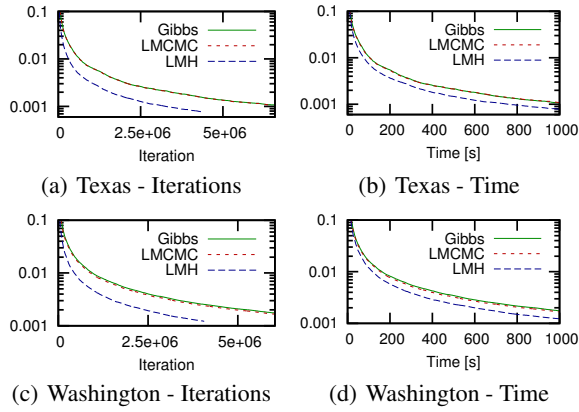 0.1
0.01
0.001
Gibbs
LMCMC
LMH
0 2.5e+06 5e+06
Iteration
(a) Texas - Iterations
0.1
0.01
0.001
Gibbs
LMCMC
LMH
0 200 400 600 800 1000
Time [s]
(b) Texas - Time
0.1
0.01
0.001
Gibbs
LMCMC
LMH
0 2.5e+06 5e+06
Iteration
(c) Washington - Iterations
0.1
0.01
0.001
Gibbs
LMCMC
LMH
0 200 400 600 800 1000
Time [s]
(d) Washington - Time